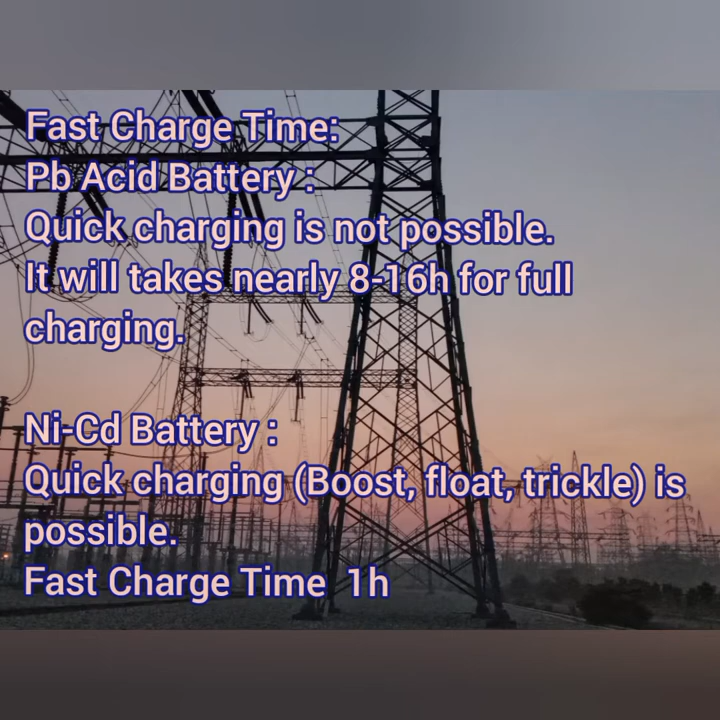 Fast Charge Time:
Pb Acid Battery :
Quick charging is not possible.
It will takes nearly 8-16h for full
charging.
Ni-Cd Battery :
Quick charging (Boost, float, trickle) is
possible.
Fast Charge Time 1h